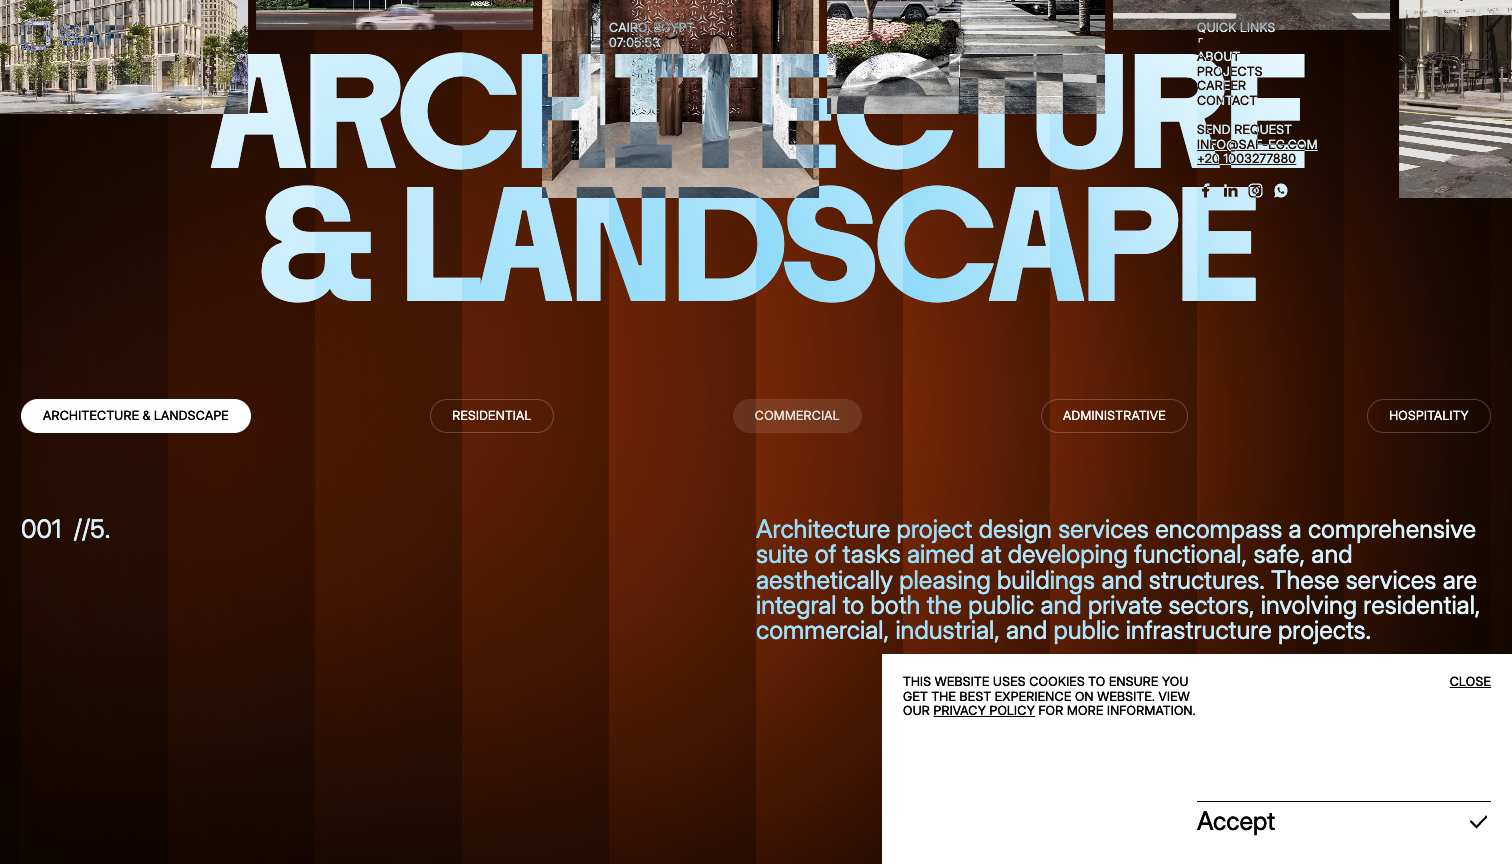 CAIRO, EGYPT
07:05:53
QUICK LINKS
ABOUT
PROJECTS
CAREER
CONTACT
SEND REQUEST
INFO@SAF-EG.COM
+20 1003277880
ARCHITECTURE
& LANDSCAPE
ARCHITECTURE & LANDSCAPE
RESIDENTIAL
COMMERCIAL
ADMINISTRATIVE
HOSPITALITY
001 //5.
Architecture project design services encompass a comprehensive
suite of tasks aimed at developing functional, safe, and
aesthetically pleasing buildings and structures. These services are
integral to both the public and private sectors, involving residential,
commercial, industrial, and public infrastructure projects.
THIS WEBSITE USES COOKIES TO ENSURE YOU
GET THE BEST EXPERIENCE ON WEBSITE. VIEW
OUR PRIVACY POLICY FOR MORE INFORMATION.
CLOSE
Accept